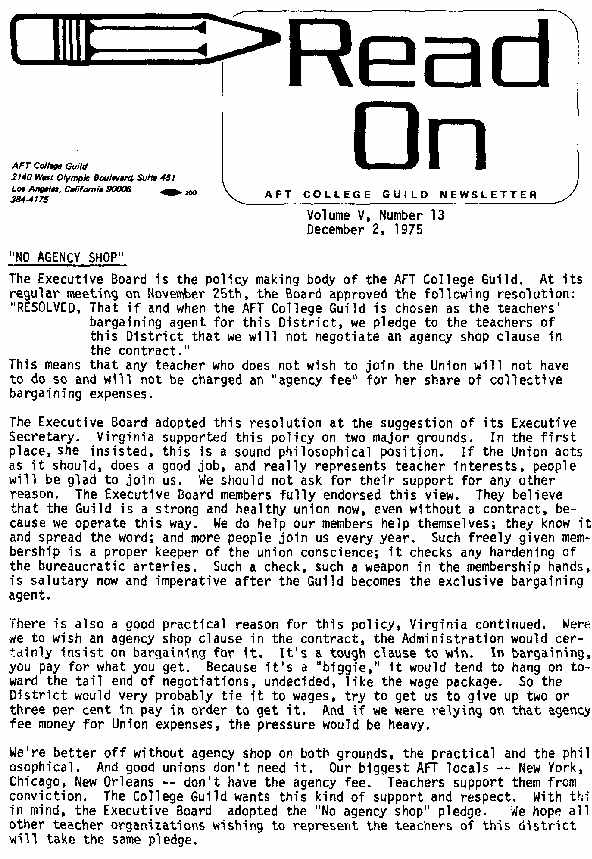 Read
On
AFT College Guild
2140 West Olympic Boulevard, Suite 451
Los Angeles, California 90006
384-4175
200
AFT COLLEGE GUILD NEWSLETTER
Volume V, Number 13
December 2, 1975
"NO AGENCY SHOP"
The Executive Board is the policy making body of the AFT College Guild. At its
regular meeting on November 25th, the Board approved the following resolution:
"RESOLVED, That if and when the AFT College Guild is chosen as the teachers'
bargaining agent for this District, we pledge to the teachers of
this District that we will not negotiate an agency shop clause in
the contract."
This means that any teacher who does not wish to join the Union will not have
to do so and will not be charged an "agency fee" for her share of collective
bargaining expenses.
The Executive Board adopted this resolution at the suggestion of its Executive
Secretary. Virginia supported this policy on two major grounds. In the first
place, she insisted, this is a sound philosophical position. If the Union acts
as it should, does a good job, and really represents teacher interests, people
will be glad to join us. We should not ask for their support for any other
reason. The Executive Board members fully endorsed this view. They believe
that the Guild is a strong and healthy union now, even without a contract, be-
cause we operate this way. We do help our members help themselves; they know it
and spread the word; and more people join us every year. Such freely given mem-
bership is a proper keeper of the union conscience; it checks any hardening of
the bureaucratic arteries. Such a check, such a weapon in the membership hands,
is salutary now and imperative after the Guild becomes the exclusive bargaining
agent.
There is also a good practical reason for this policy, Virginia continued. Were
we to wish an agency shop clause in the contract, the Administration would cer-
tainly insist on bargaining for it. It's a tough clause to win. In bargaining,
you pay for what you get. Because it's a "biggie," it would tend to hang on to-
ward the tail end of negotiations, undecided, like the wage package. So the
District would very probably tie it to wages, try to get us to give up two or
three per cent in pay in order to get it. And if we were relying on that agency
fee money for Union expenses, the pressure would be heavy.
We're better off without agency shop on both grounds, the practical and the phil
osophical. And good unions don't need it. Our biggest AFT locals -- New York,
Chicago, New Orleans -- don't have the agency fee. Teachers support them from
conviction. The College Guild wants this kind of support and respect. With thi
in mind, the Executive Board adopted the "No agency shop" pledge. We hope all
other teacher organizations wishing to represent the teachers of this district
will take the same pledge.